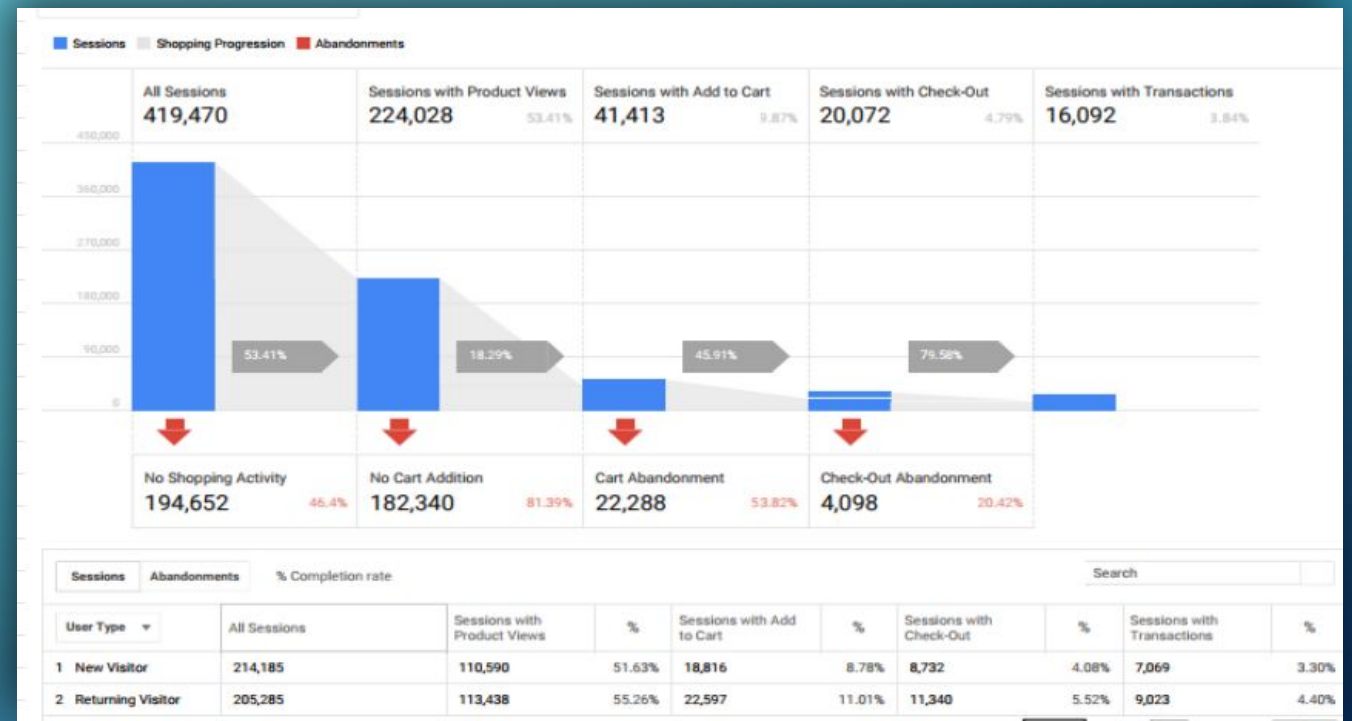 Sessions Shopping Progression Abandonments
All Sessions Sessions with Product Views Sessions with Add to Cart Sessions with Check-Out Sessions with Transactions
419,470 224,028 53.41% 41,413 9.87% 20,072 4.79% 16,092 3.84%
450,000
360,000
270,000
180,000
90,000 53.41% 18.29% 45.91% 79.58%
0
No Shopping Activity No Cart Addition Cart Abandonment Check-Out Abandonment
194,652 46.4% 182,340 81.39% 22,288 53.82% 4,098 20.42%
Sessions Abandonments % Completion rate Search
User Type All Sessions Sessions with Product Views % Sessions with Add to Cart % Sessions with Check-Out % Sessions with Transactions %
1 New Visitor 214,185 110,590 51.63% 18,816 8.78% 8,732 4.08% 7,069 3.30%
2 Returning Visitor 205,285 113,438 55.26% 22,597 11.01% 11,340 5.52% 9,023 4.40%